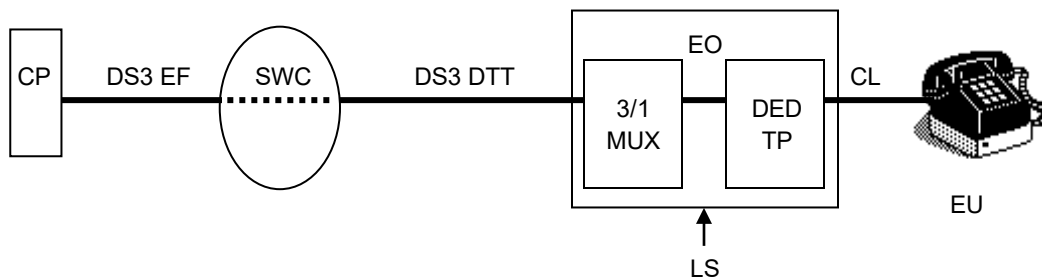 CP
DS3 EF
SWC
DS3 DTT
EO
3/1
MUX
DED
TP
CL
EU
LS